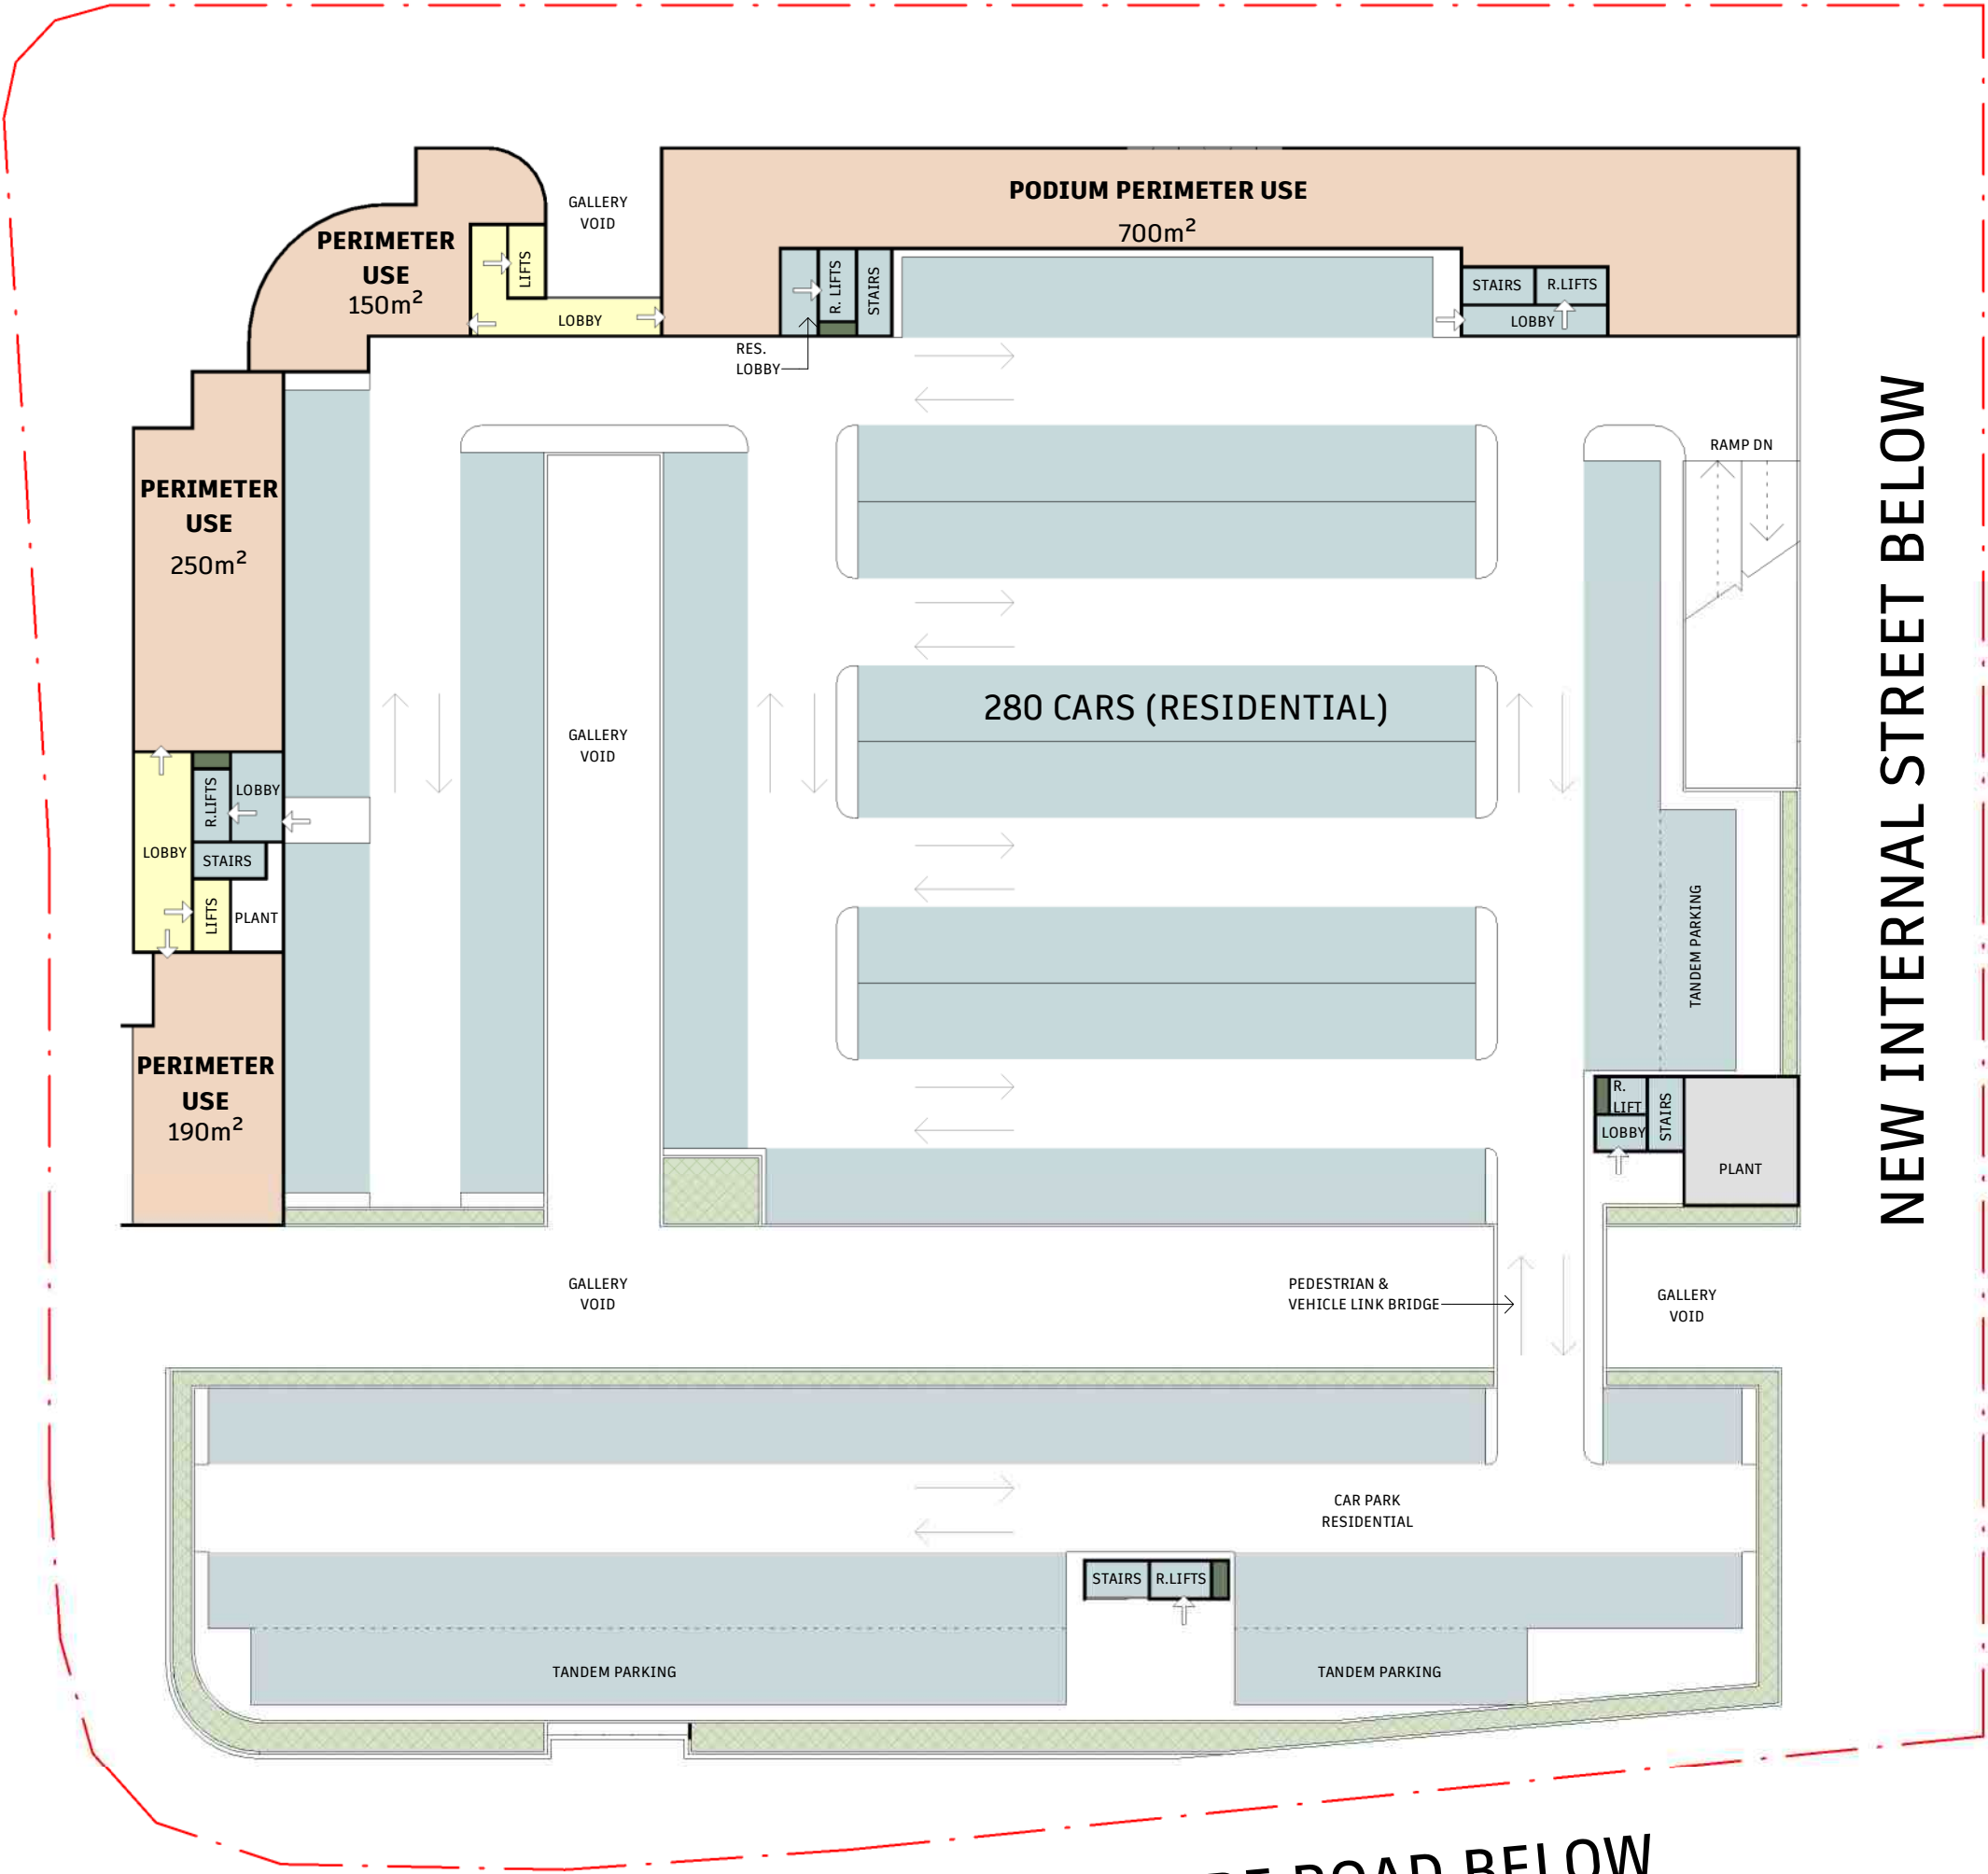 GALLERY
VOID
PODIUM PERIMETER USE
700m²
PERIMETER
USE
150m²
LIFTS
LOBBY
R. LIFTS
STAIRS
STAIRS
R.LIFTS
LOBBY
RES.
LOBBY
RAMP DN
PERIMETER
USE
250m²
280 CARS (RESIDENTIAL)
GALLERY
VOID
NEW INTERNAL STREET BELOW
R.LIFTS
LOBBY
LOBBY
STAIRS
LIFTS
PLANT
TANDEM PARKING
PERIMETER
USE
190m²
R.
LIFT
LOBBY
STAIRS
PLANT
GALLERY
VOID
PEDESTRIAN &
VEHICLE LINK BRIDGE
GALLERY
VOID
CAR PARK
RESIDENTIAL
STAIRS
R.LIFTS
TANDEM PARKING
TANDEM PARKING
ROAD BELOW